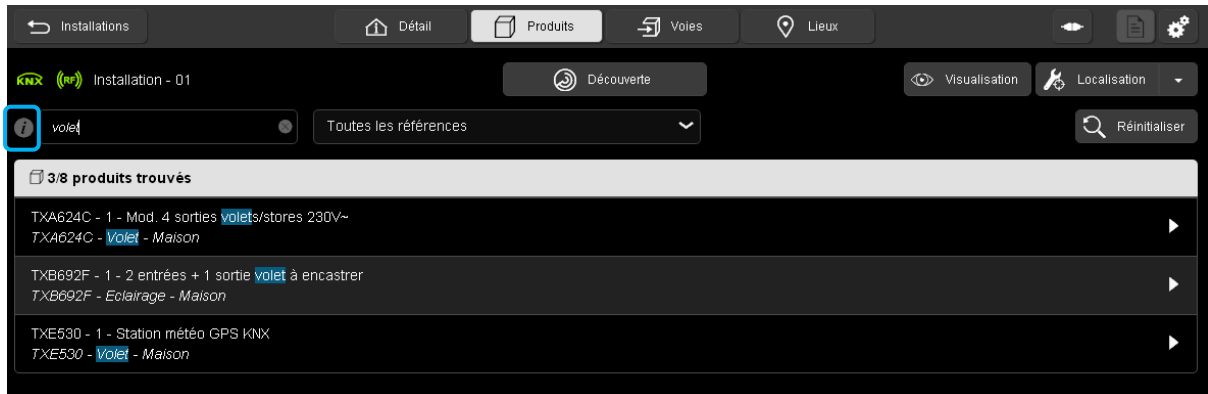 Installations
Détail
Produits
Voies
Lieux
KNX ((RF)) Installation - 01
Découverte
Visualisation
Localisation
i
volet
Toutes les références
Réinitialiser
3/8 produits trouvés
TXA624C - 1 - Mod. 4 sorties volets/stores 230V~
TXA624C - Volet - Maison
TXB692F - 1 - 2 entrées + 1 sortie volet à encastrer
TXB692F - Eclairage - Maison
TXE530 - 1 - Station météo GPS KNX
TXE530 - Volet - Maison